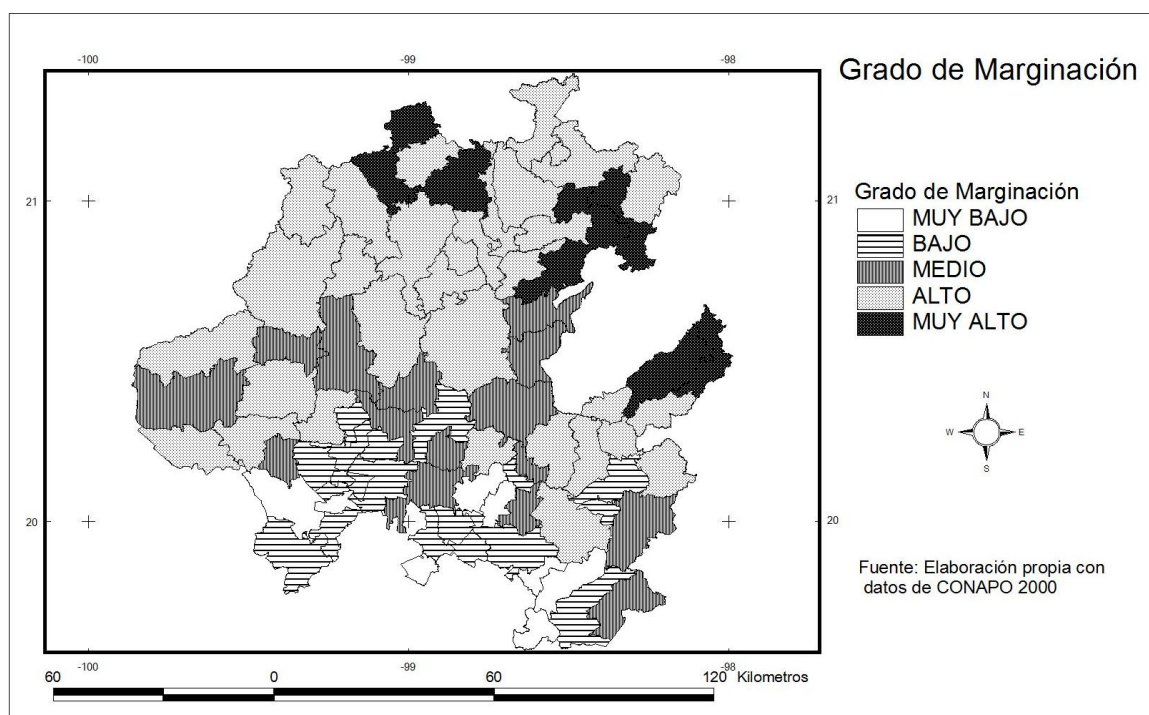 Grado de Marginación
-100 -99 -98
21 21
20 20
-100 -99 -98
Grado de Marginación
MUY BAJO
BAJO
MEDIO
ALTO
MUY ALTO
N
W E
S
Fuente: Elaboración propia con
datos de CONAPO 2000
60 0 60 120 Kilometros